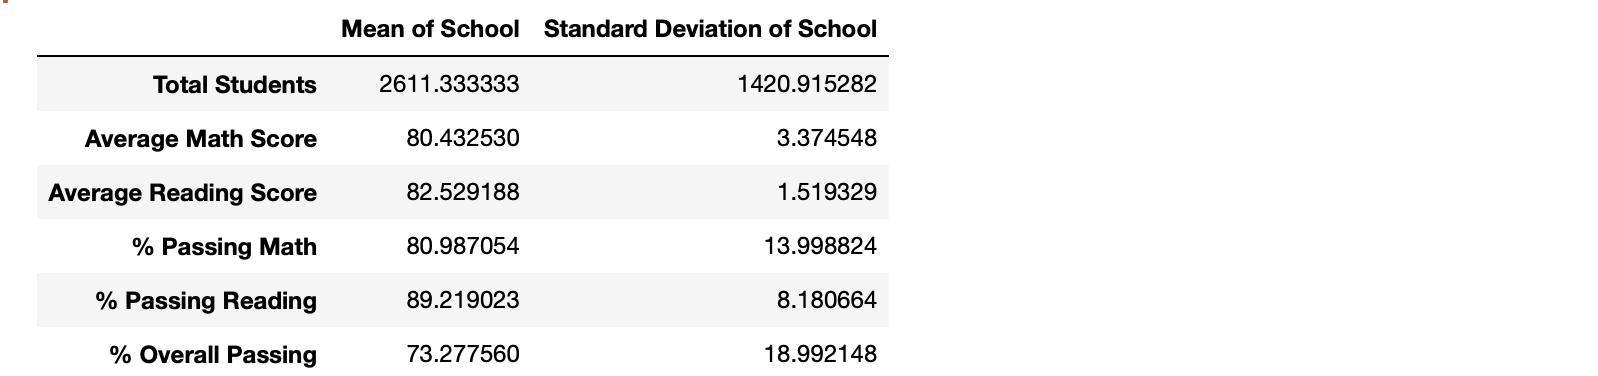 Mean of School Standard Deviation of School
Total Students 2611.333333 1420.915282
Average Math Score 80.432530 3.374548
Average Reading Score 82.529188 1.519329
% Passing Math 80.987054 13.998824
% Passing Reading 89.219023 8.180664
% Overall Passing 73.277560 18.992148